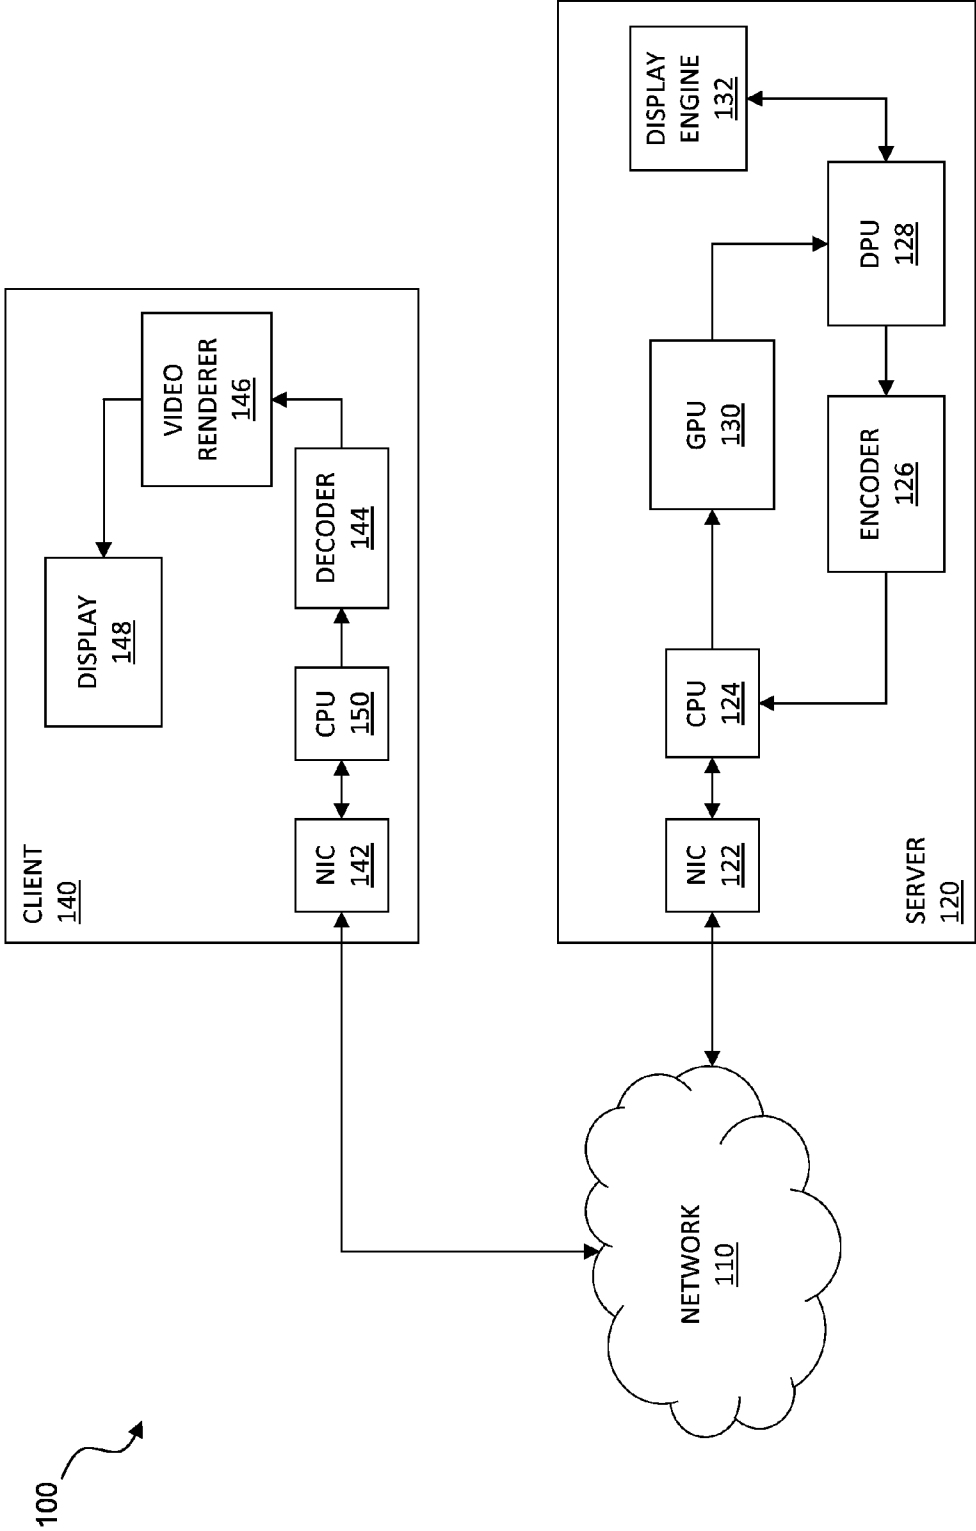 100
CLIENT
140
DISPLAY
148
VIDEO
RENDERER
146
NIC
142
CPU
150
DECODER
144
NETWORK
110
SERVER
120
NIC
122
CPU
124
GPU
130
DISPLAY
ENGINE
132
ENCODER
126
DPU
128